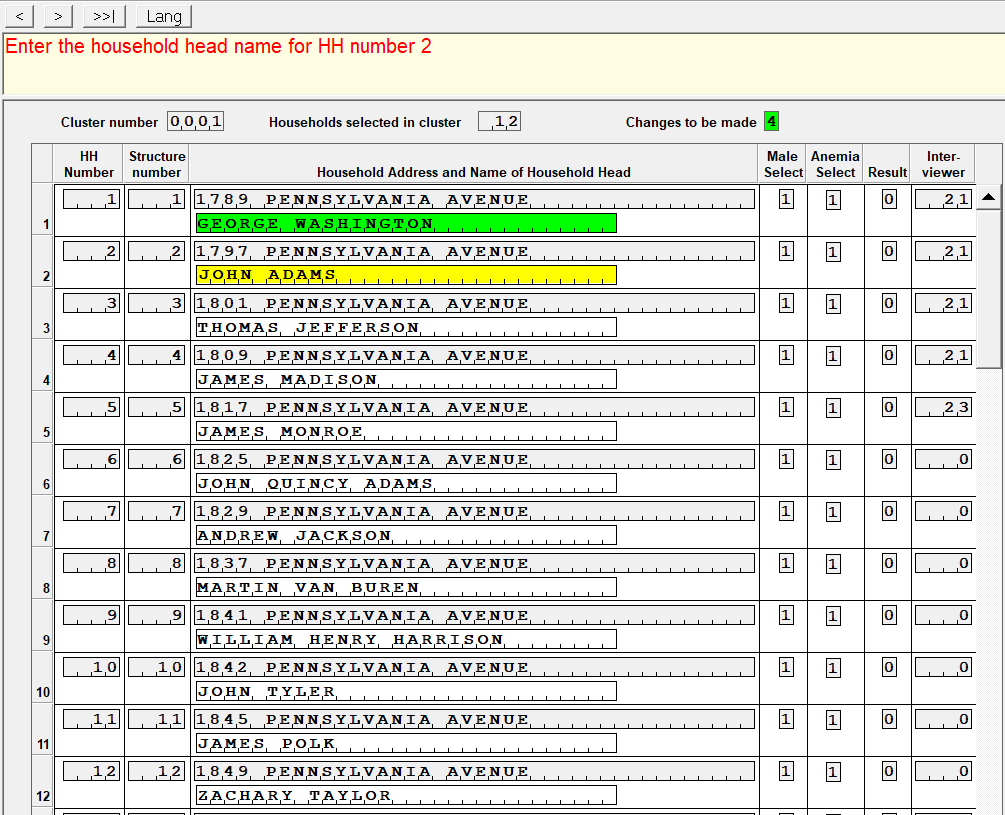 < > >>| Lang
Enter the household head name for HH number 2
Cluster number 0001 Households selected in cluster 12 Changes to be made 4
HH Number Structure number Household Address and Name of Household Head Male Select Anemia Select Result Inter-viewer
1 1 1789 PENNSYLVANIA AVENUE 1 1 0 21
1 GEORGE WASHINGTON
2 2 1797 PENNSYLVANIA AVENUE 1 1 0 21
2 JOHN ADAMS
3 3 1801 PENNSYLVANIA AVENUE 1 1 0 21
3 THOMAS JEFFERSON
4 4 1809 PENNSYLVANIA AVENUE 1 1 0 21
4 JAMES MADISON
5 5 1817 PENNSYLVANIA AVENUE 1 1 0 23
5 JAMES MONROE
6 6 1825 PENNSYLVANIA AVENUE 1 1 0 0
6 JOHN QUINCY ADAMS
7 7 1829 PENNSYLVANIA AVENUE 1 1 0 0
7 ANDREW JACKSON
8 8 1837 PENNSYLVANIA AVENUE 1 1 0 0
8 MARTIN VAN BUREN
9 9 1841 PENNSYLVANIA AVENUE 1 1 0 0
9 WILLIAM HENRY HARRISON
10 10 1842 PENNSYLVANIA AVENUE 1 1 0 0
10 JOHN TYLER
11 11 1845 PENNSYLVANIA AVENUE 1 1 0 0
11 JAMES POLK
12 12 1849 PENNSYLVANIA AVENUE 1 1 0 0
12 ZACHARY TAYLOR